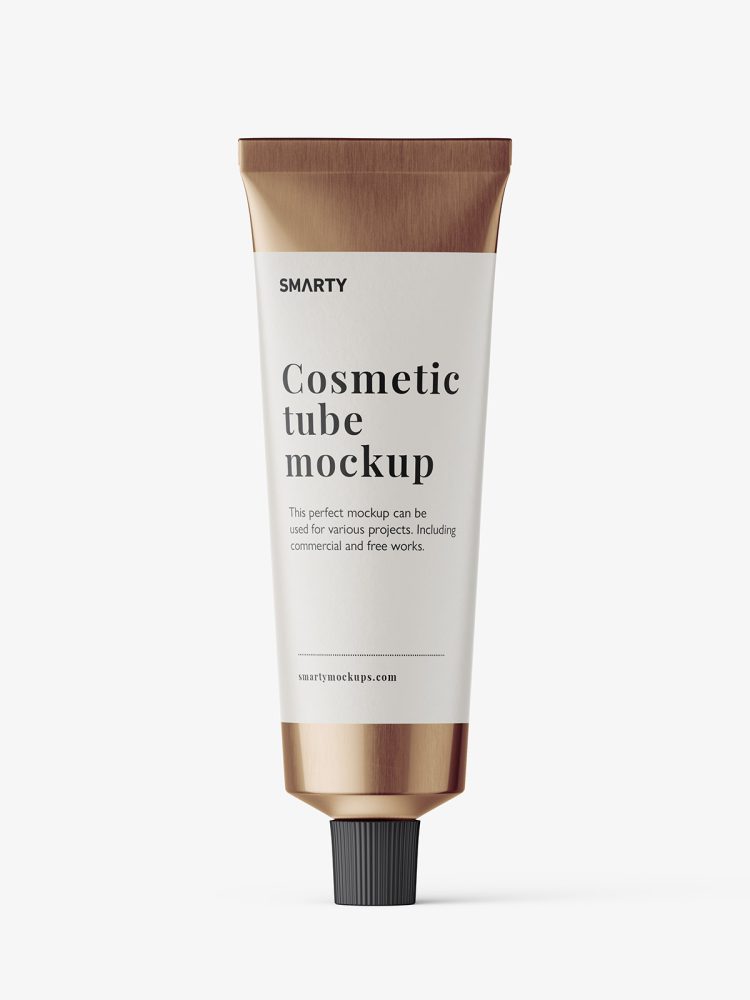 SMARTY
Cosmetic
tube
mockup
This perfect mockup can be
used for various projects. Including
commercial and free works.
smartymockups.com